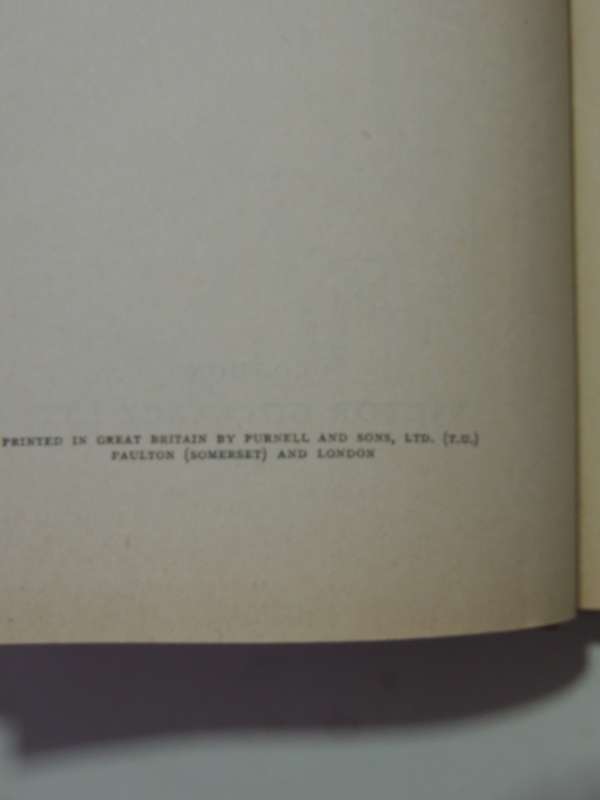 PRINTED IN GREAT BRITAIN BY PURNELL AND SONS, LTD. (T.U.)
PAULTON (SOMERSET) AND LONDON